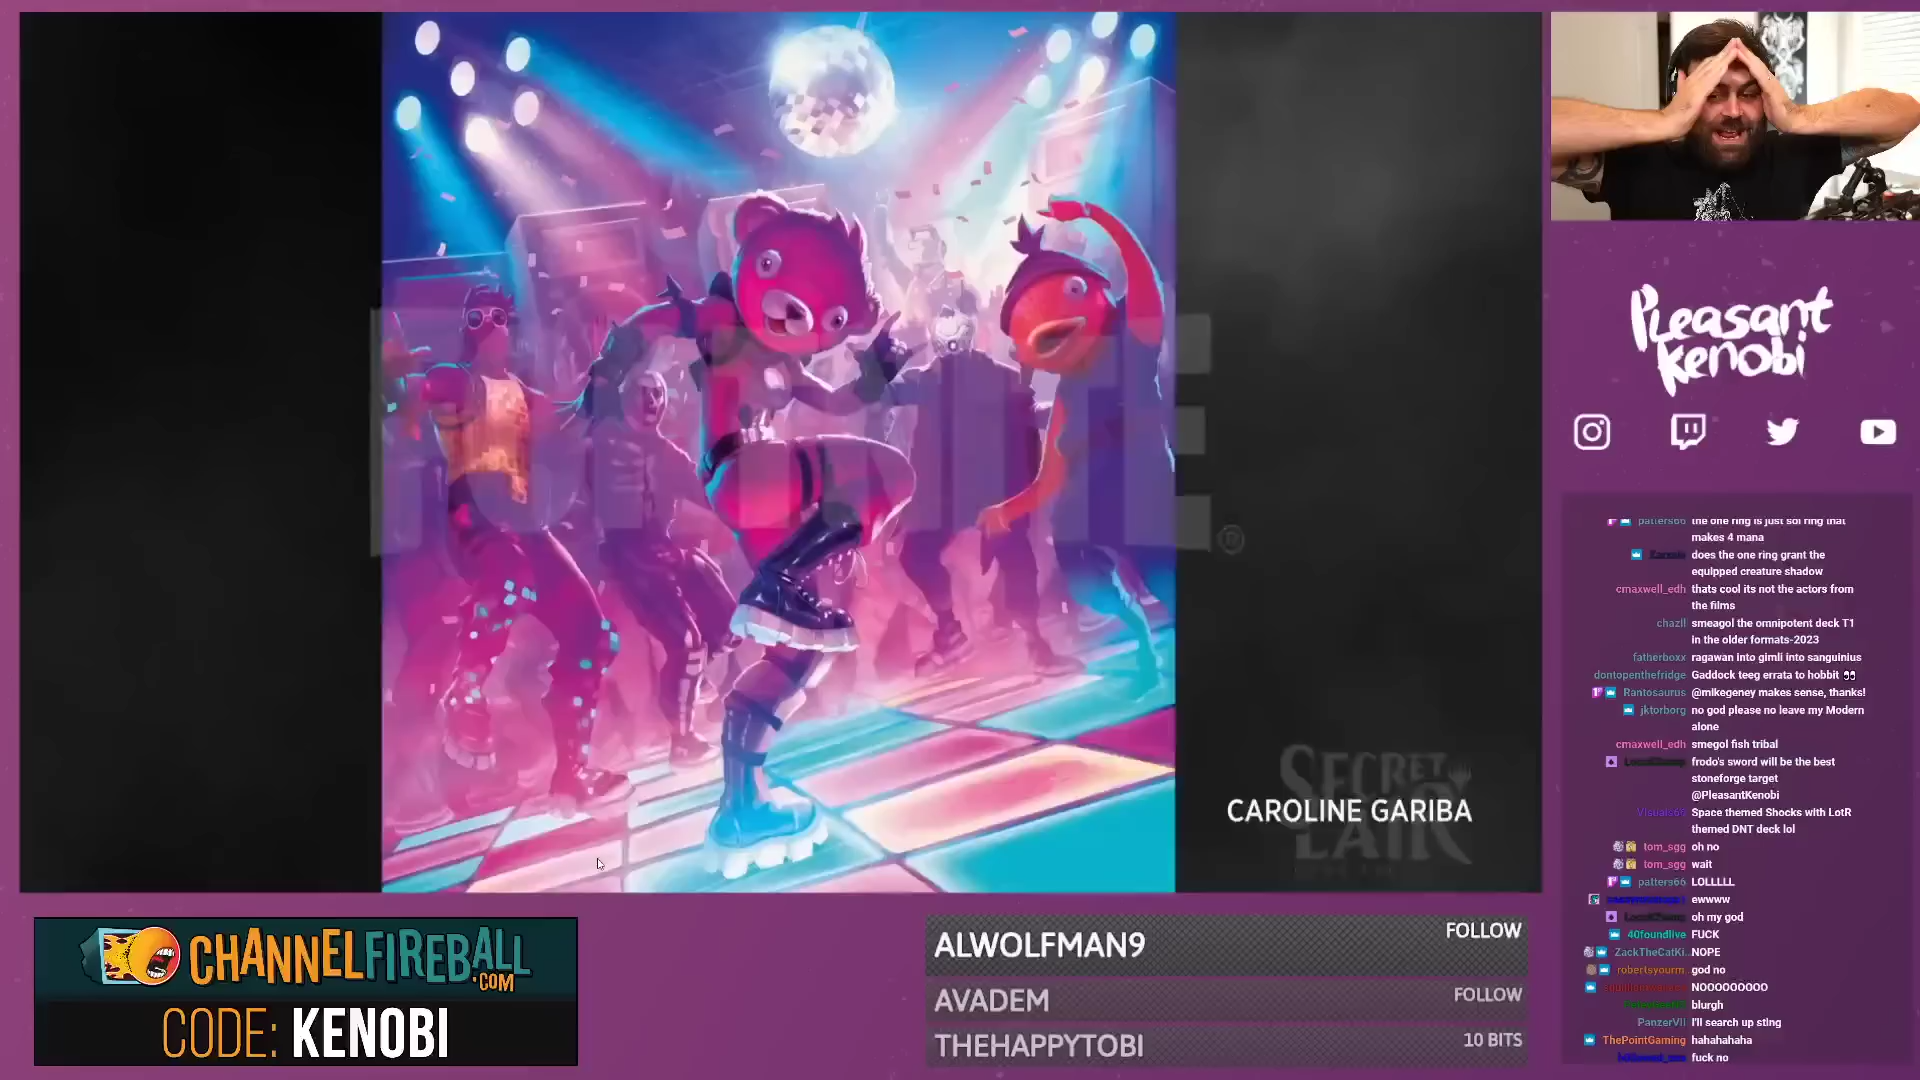 FORTNITE
®
SECRET
LAIR
CAROLINE GARIBA
Pleasant
Kenobi
patters66 the one ring is just sol ring that
makes 4 mana
does the one ring grant the
equipped creature shadow
cmaxwell_edh thats cool its not the actors from
the films
chazil smeagol the omnipotent deck T1
in the older formats-2023
fatherboxx ragawan into gimli into sanguinius
dontopenthefridge Gaddock teeg errata to hobbit
Rantosaurus @mikegeney makes sense, thanks!
jktorborg no god please no leave my Modern
alone
cmaxwell_edh smegol fish tribal
frodo's sword will be the best
stoneforge target
@PleasantKenobi
Space themed Shocks with LotR
themed DNT deck lol
tom_sgg oh no
tom_sgg wait
patters66 LOLLLLL
ewwww
oh my god
40foundlive FUCK
ZackTheCatKi... NOPE
robertsyourm... god no
NOOOOOOOOO
blurgh
PanzerVII I'll search up sting
ThePointGaming hahahahaha
fuck no
CHANNELFIREBALL
.COM
CODE: KENOBI
ALWOLFMAN9 FOLLOW
AVADEM FOLLOW
THEHAPPYTOBI 10 BITS